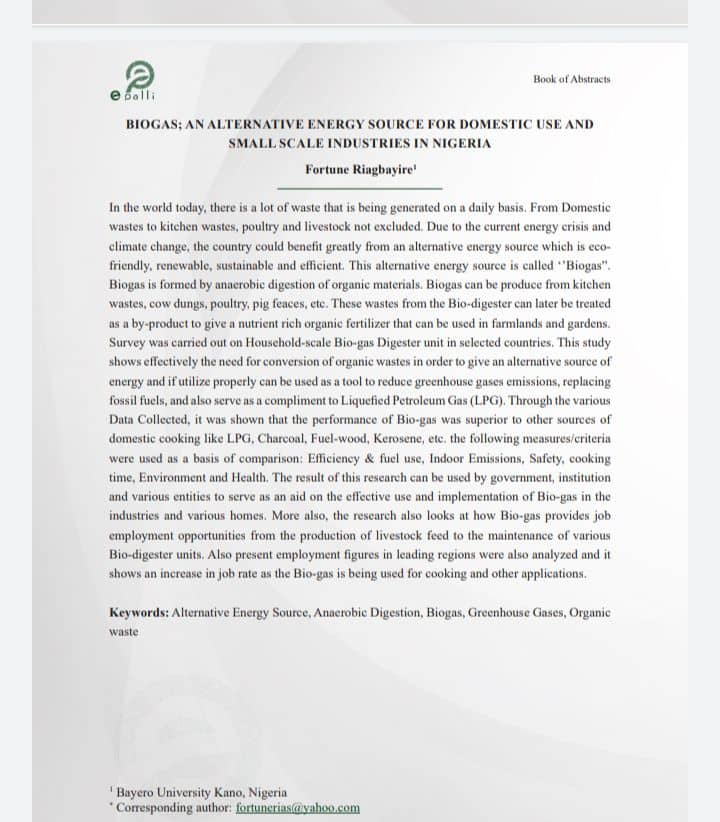 e palli
Book of Abstracts
BIOGAS; AN ALTERNATIVE ENERGY SOURCE FOR DOMESTIC USE AND
SMALL SCALE INDUSTRIES IN NIGERIA
Fortune Riagbayire¹
In the world today, there is a lot of waste that is being generated on a daily basis. From Domestic
wastes to kitchen wastes, poultry and livestock not excluded. Due to the current energy crisis and
climate change, the country could benefit greatly from an alternative energy source which is eco-
friendly, renewable, sustainable and efficient. This alternative energy source is called ‘’Biogas”.
Biogas is formed by anaerobic digestion of organic materials. Biogas can be produce from kitchen
wastes, cow dungs, poultry, pig feaces, etc. These wastes from the Bio-digester can later be treated
as a by-product to give a nutrient rich organic fertilizer that can be used in farmlands and gardens.
Survey was carried out on Household-scale Bio-gas Digester unit in selected countries. This study
shows effectively the need for conversion of organic wastes in order to give an alternative source of
energy and if utilize properly can be used as a tool to reduce greenhouse gases emissions, replacing
fossil fuels, and also serve as a compliment to Liquefied Petroleum Gas (LPG). Through the various
Data Collected, it was shown that the performance of Bio-gas was superior to other sources of
domestic cooking like LPG, Charcoal, Fuel-wood, Kerosene, etc. the following measures/criteria
were used as a basis of comparison: Efficiency & fuel use, Indoor Emissions, Safety, cooking
time, Environment and Health. The result of this research can be used by government, institution
and various entities to serve as an aid on the effective use and implementation of Bio-gas in the
industries and various homes. More also, the research also looks at how Bio-gas provides job
employment opportunities from the production of livestock feed to the maintenance of various
Bio-digester units. Also present employment figures in leading regions were also analyzed and it
shows an increase in job rate as the Bio-gas is being used for cooking and other applications.
Keywords: Alternative Energy Source, Anaerobic Digestion, Biogas, Greenhouse Gases, Organic
waste
¹ Bayero University Kano, Nigeria
* Corresponding author: fortunerias@yahoo.com